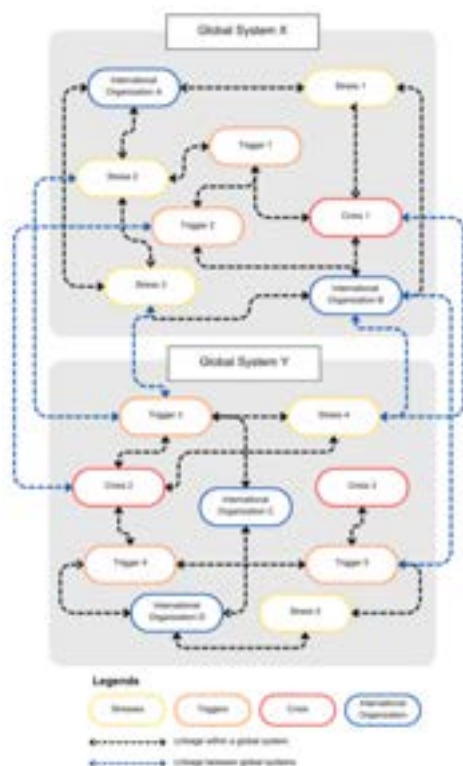 Global System X
International
Organization A
Stress 1
Trigger 1
Stress 2
Trigger 2
Crisis 1
Stress 3
International
Organization B
Global System Y
Trigger 3
Stress 4
Crisis 2
International
Organization C
Crisis 3
Trigger 4
Trigger 5
International
Organization D
Stress 5
Legends
Stresses
Triggers
Crisis
International
Organization
Linkage within a global system
Linkage between global systems